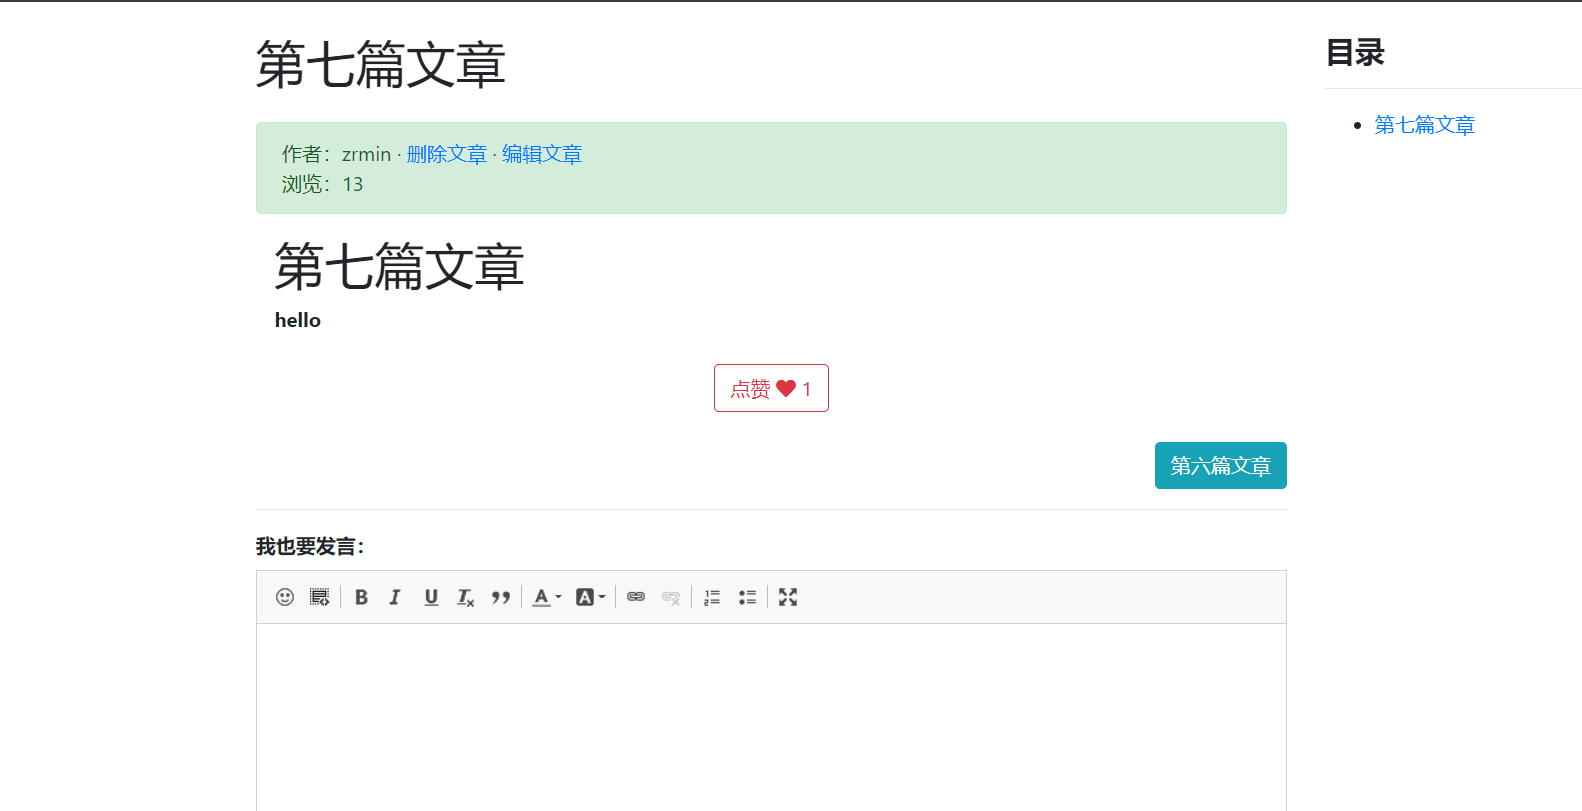 第七篇文章
作者：zrmin · 删除文章 · 编辑文章
浏览：13
第七篇文章
hello
点赞 1
第六篇文章
我也要发言：
目录
第七篇文章